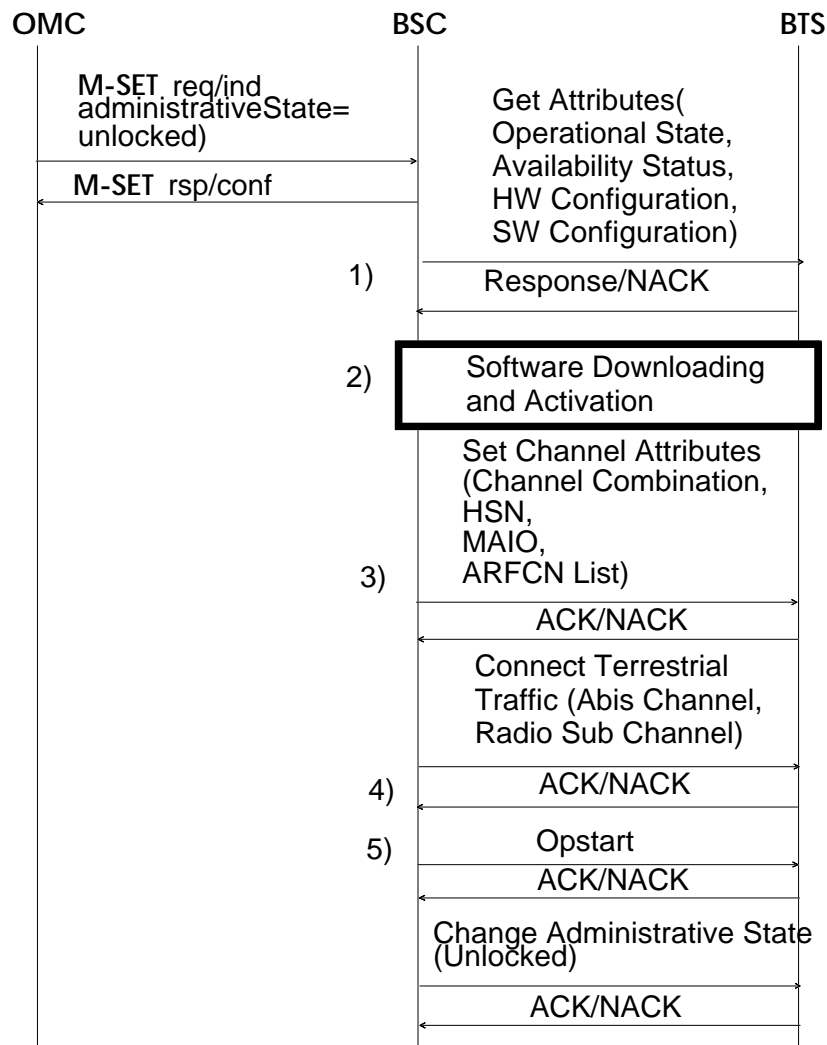 OMC BSC BTS
M-SET req/ind
administrativeState=
unlocked)
M-SET rsp/conf
Get Attributes(
Operational State,
Availability Status,
HW Configuration,
SW Configuration)
1)
Response/NACK
2)
Software Downloading
and Activation
Set Channel Attributes
(Channel Combination,
HSN,
MAIO,
ARFCN List)
3)
ACK/NACK
Connect Terrestrial
Traffic (Abis Channel,
Radio Sub Channel)
4)
ACK/NACK
5)
Opstart
ACK/NACK
Change Administrative State
(Unlocked)
ACK/NACK